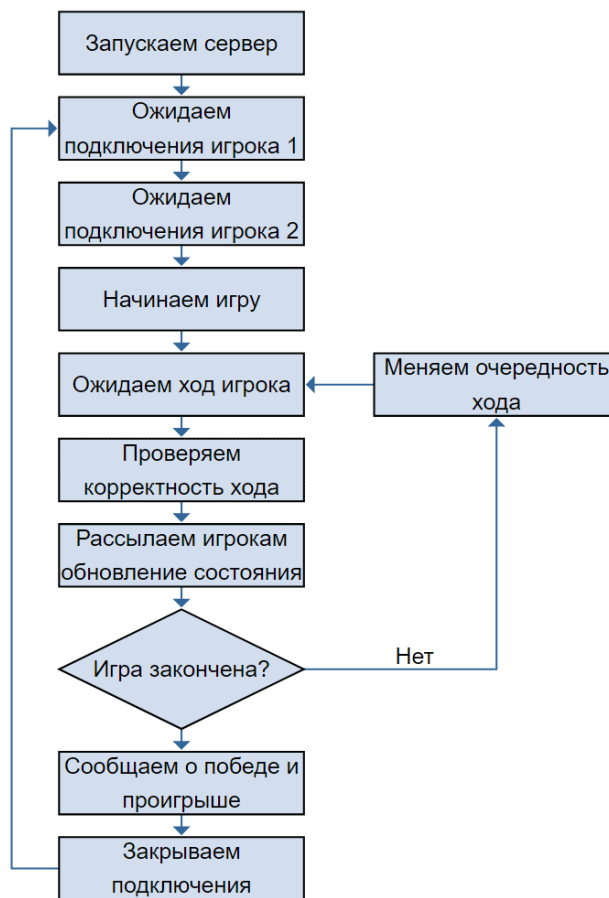 Запускаем сервер
Ожидаем
подключения игрока 1
Ожидаем
подключения игрока 2
Начинаем игру
Ожидаем ход игрока
Меняем очередность
хода
Проверяем
корректность хода
Рассылаем игрокам
обновление состояния
Игра закончена?
Нет
Сообщаем о победе и
проигрыше
Закрываем
подключения